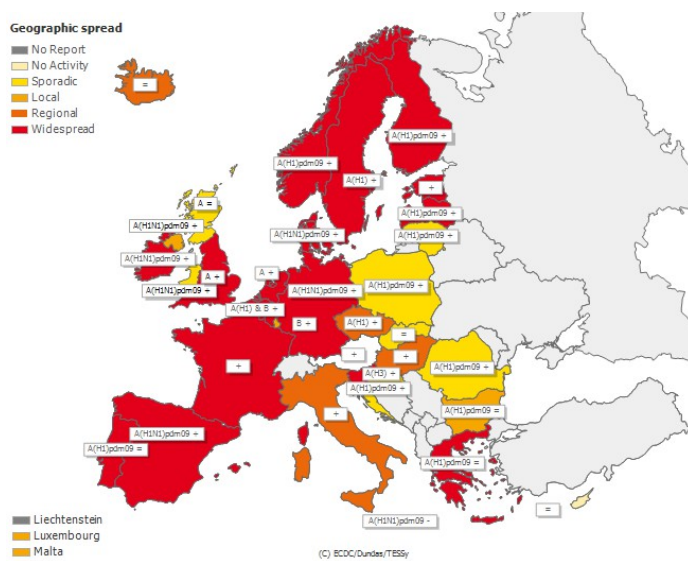 Geographic spread
No Report
No Activity
Sporadic
Local
Regional
Widespread
=
A(H1)pdm09 +
A(H1N1)pdm09 +
A(H1) +
+
A =
A(H1)pdm09 +
A(H1N1)pdm09 +
A(H1N1)pdm09 +
A(H1)pdm09 +
A(H1N1)pdm09 +
A +
A +
A(H1N1)pdm09 +
A(H1)pdm09 +
A(H1N1)pdm09 +
A(H1) & B +
B +
A(H1) +
=
+
+
+
A(H1)pdm09 +
A(H3) +
A(H1)pdm09 +
A(H1)pdm09 =
+
A(H1N1)pdm09 +
A(H1)pdm09 =
A(H1)pdm09 =
=
A(H1N1)pdm09 -
Liechtenstein
Luxembourg
Malta
(C) ECDC/Dundas/TESSy